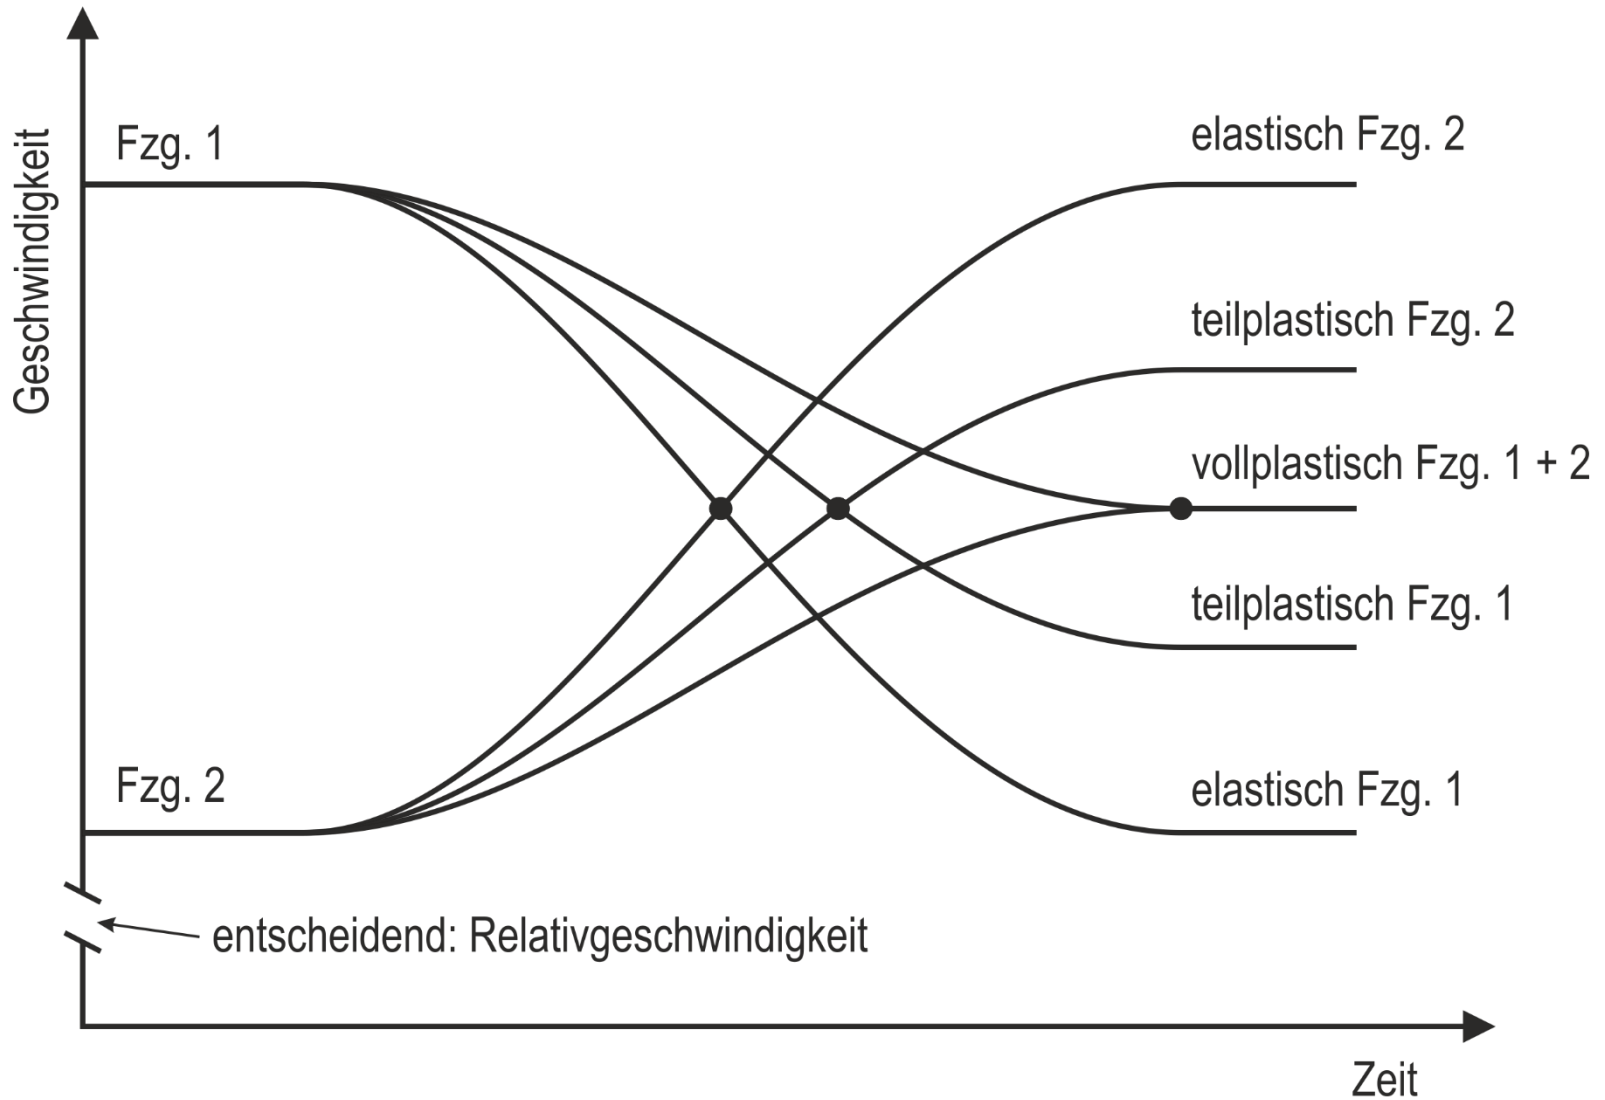 Geschwindigkeit
Fzg. 1
elastisch Fzg. 2
teilplastisch Fzg. 2
vollplastisch Fzg. 1 + 2
teilplastisch Fzg. 1
Fzg. 2
elastisch Fzg. 1
entscheidend: Relativgeschwindigkeit
Zeit